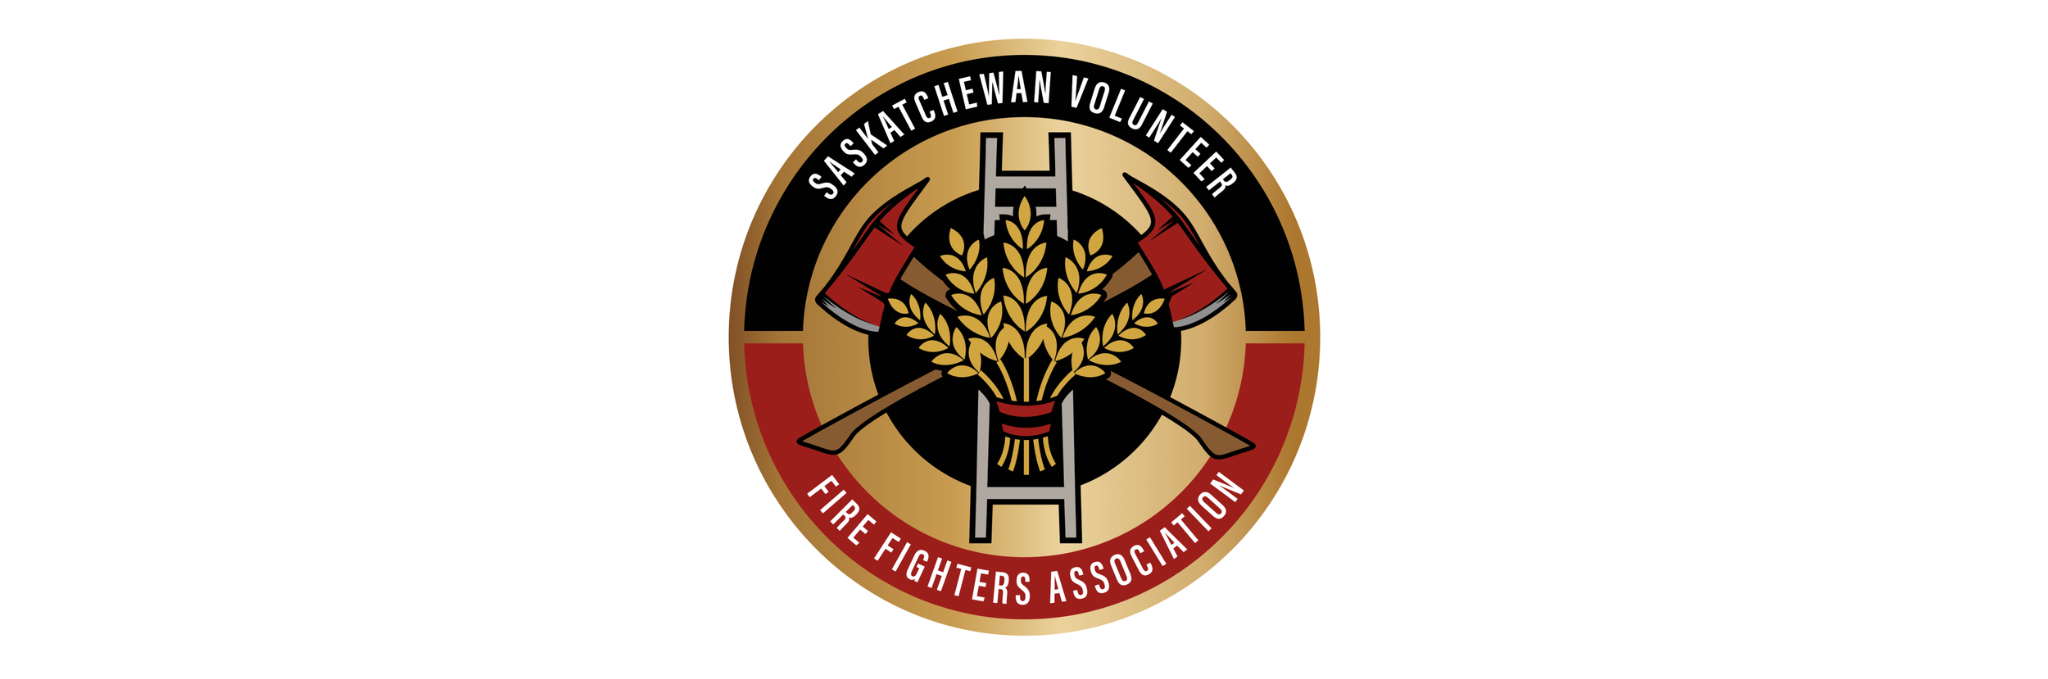 SASKATCHEWAN VOLUNTEER
FIRE FIGHTERS ASSOCIATION